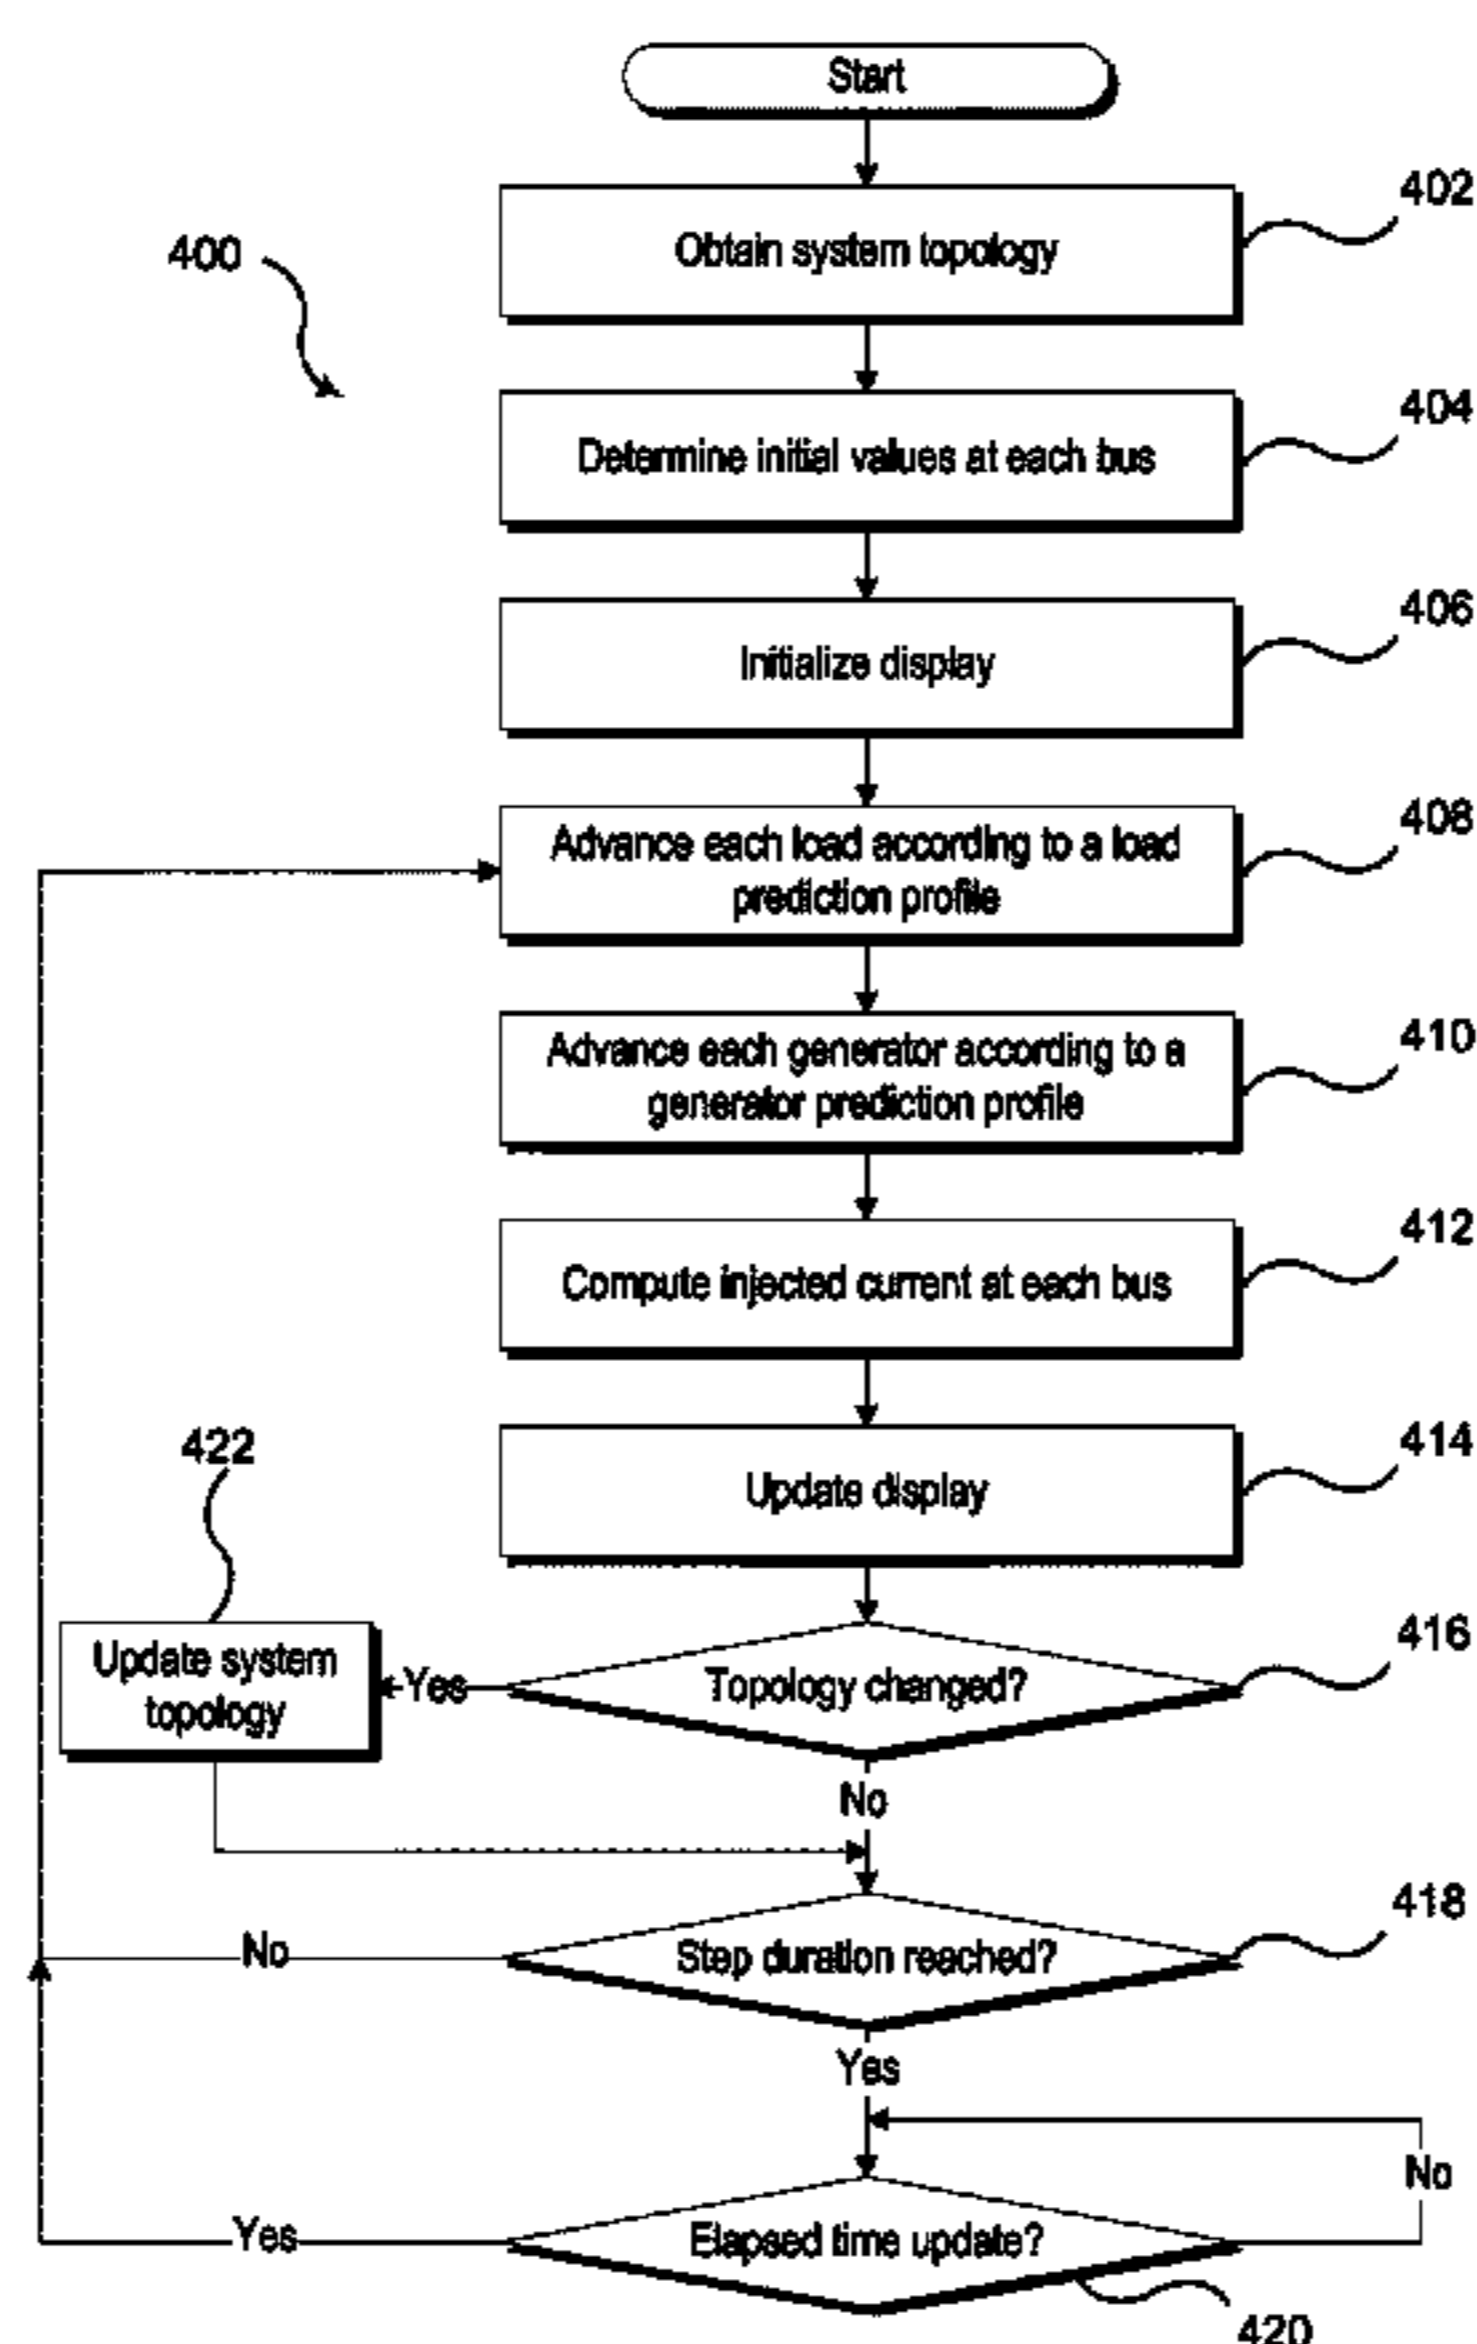 Start
402
Obtain system topology
400
404
Determine initial values at each bus
406
Initialize display
408
Advance each load according to a load
prediction profile
410
Advance each generator according to a
generator prediction profile
412
Compute injected current at each bus
414
Update display
422
416
Update system
topology
Yes
Topology changed?
No
418
No
Step duration reached?
Yes
No
Yes
Elapsed time update?
420